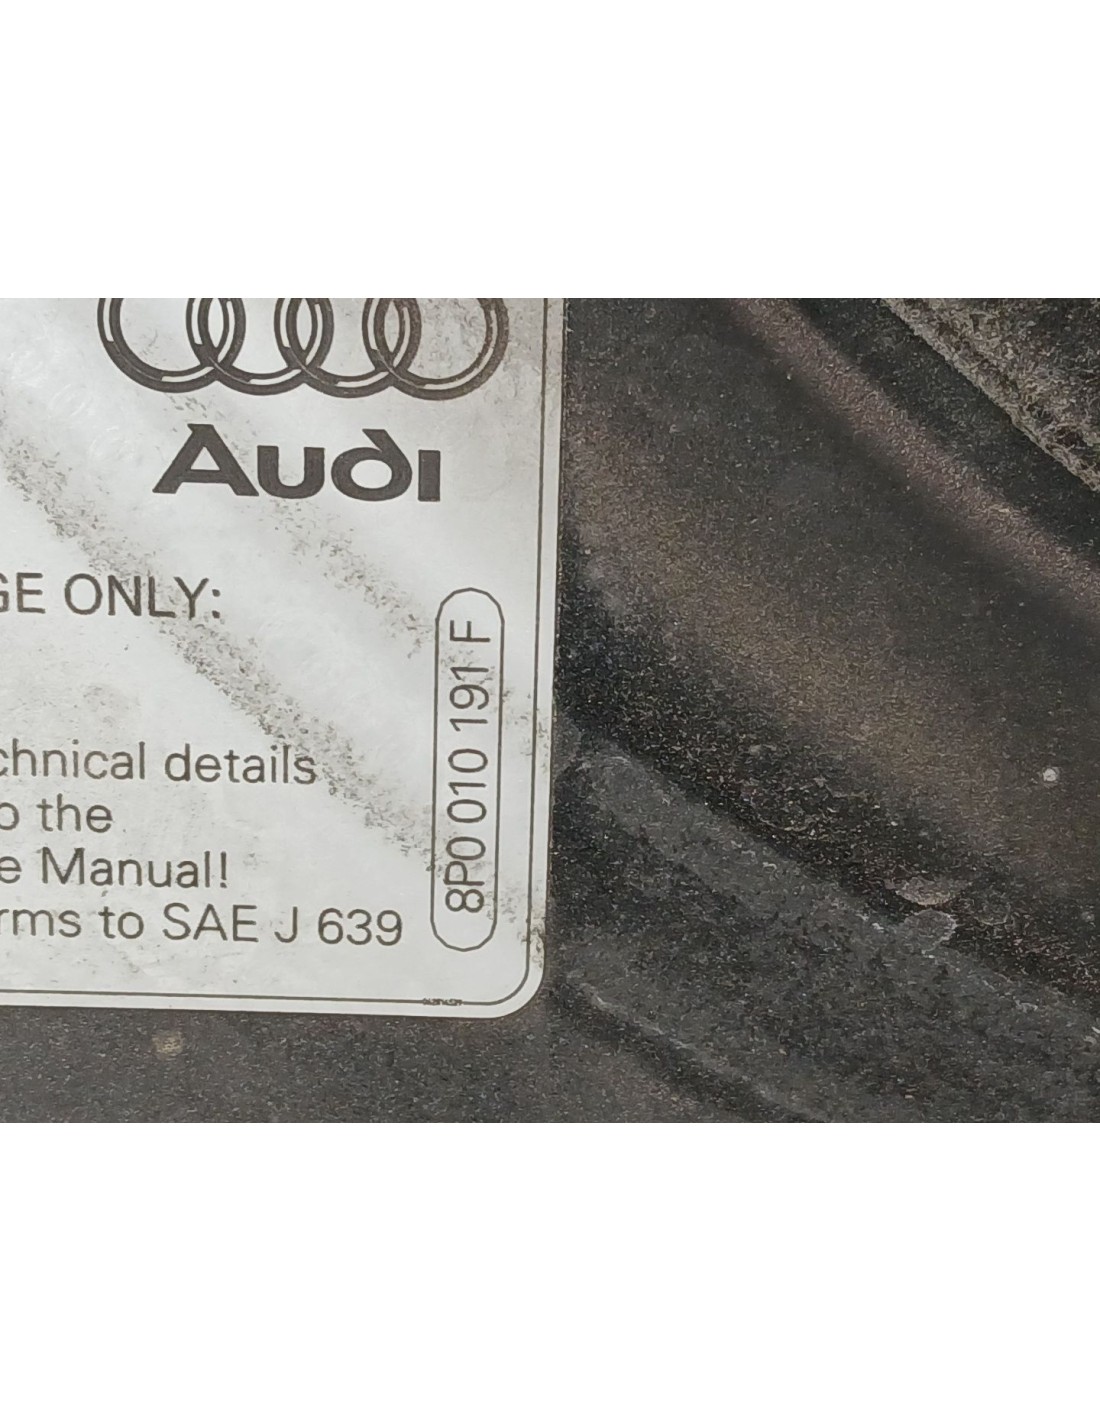 Audi
GE ONLY:
chnical details
o the
e Manual!
rms to SAE J 639
8P0 010 191 F